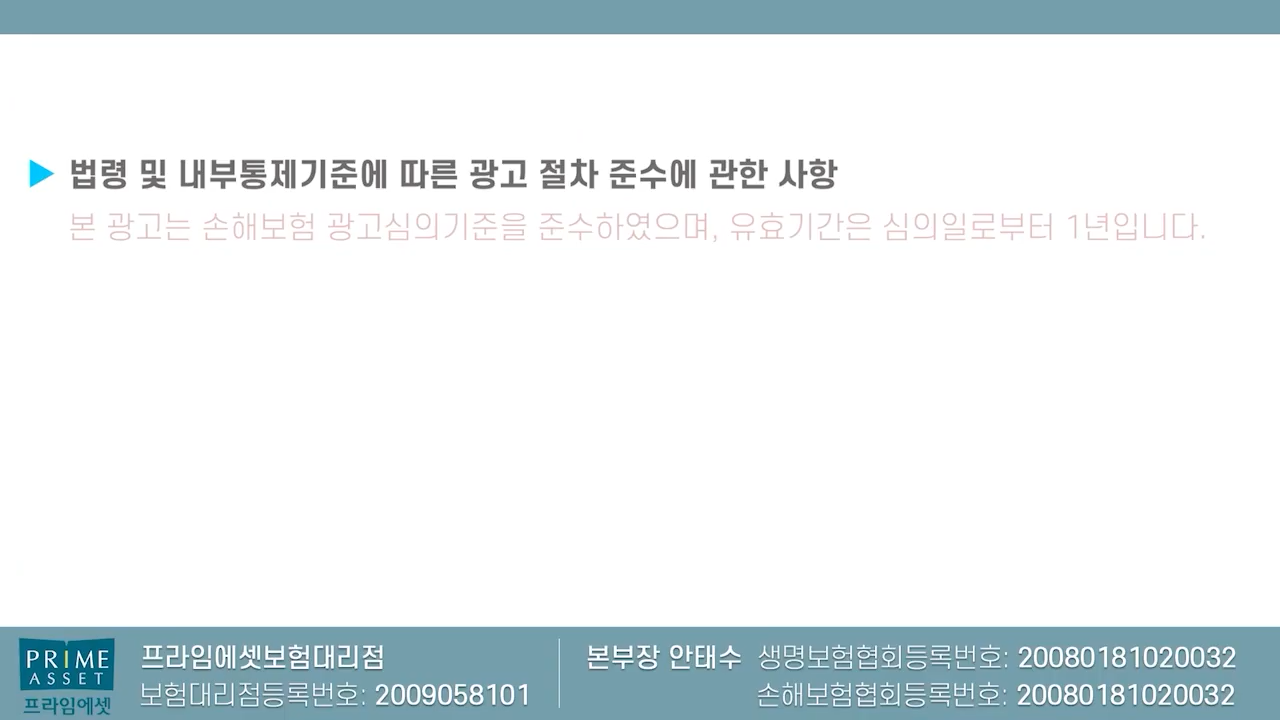 법령 및 내부통제기준에 따른 광고 절차 준수에 관한 사항
본 광고는 손해보험 광고심의기준을 준수하였으며, 유효기간은 심의일로부터 1년입니다.
PRIME
ASSET
프라임에셋
프라임에셋보험대리점
보험대리점등록번호: 2009058101
본부장 안태수 생명보험협회등록번호: 20080181020032
손해보험협회등록번호: 20080181020032